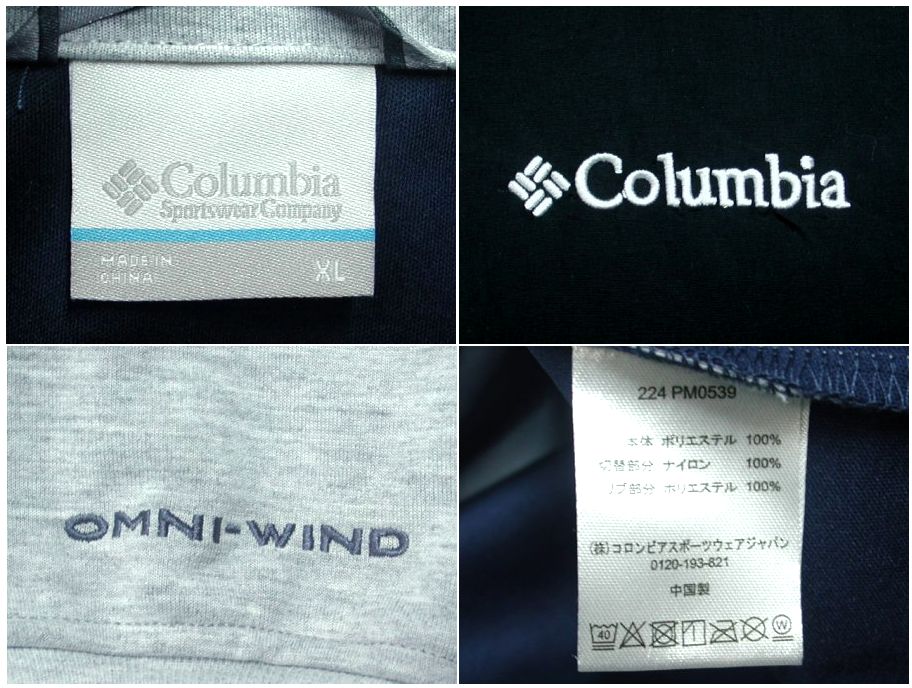 Columbia
Sportswear Company
MADE IN
CHINA
XL
Columbia
OMNI-WIND
224 PM0539
本体 ポリエステル 100%
切替部分 ナイロン 100%
リブ部分 ポリエステル 100%
(株)コロンビアスポーツウェアジャパン
0120-193-821
中国製
40
W